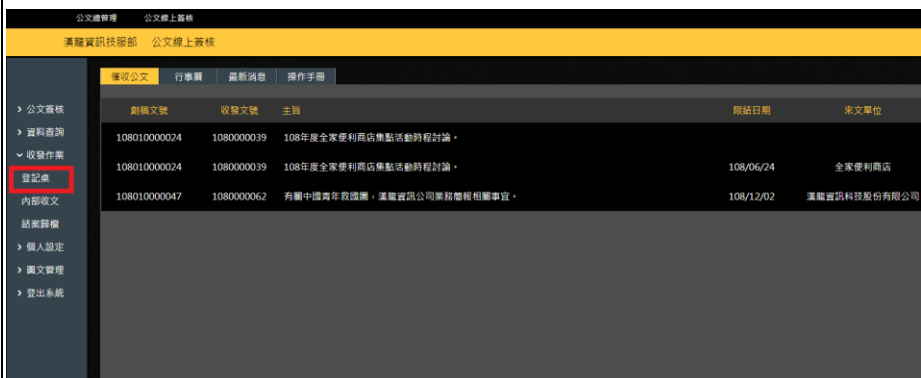 公文總管理 公文線上簽核
漢龍資訊技服部 公文線上簽核
催收公文 行事曆 最新消息 操作手冊
公文簽核
資料查詢
收發作業
登記桌
內部收文
結案歸檔
個人設定
圖文管理
登出系統
創稿文號 收發文號 主旨 限結日期 來文單位
108010000024 1080000039 108年度全家便利商店集點活動時程討論。
108010000024 1080000039 108年度全家便利商店集點活動時程討論。 108/06/24 全家便利商店
108010000047 1080000062 有關中國青年救國團，漢龍資訊公司業務簡報相關事宜。 108/12/02 漢龍資訊科技股份有限公司